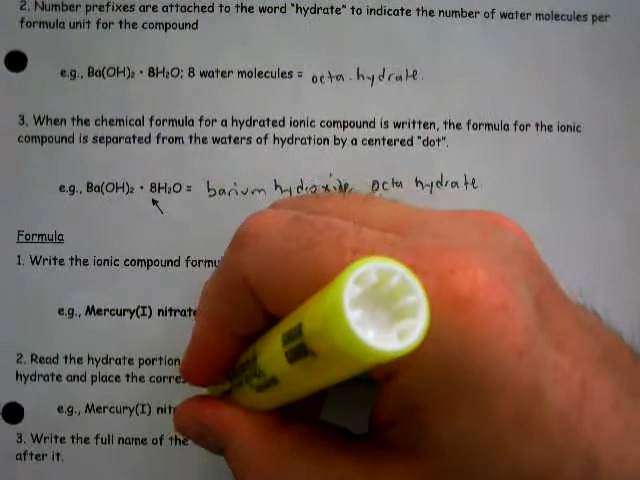 2. Number prefixes are attached to the word "hydrate" to indicate the number of water molecules per
formula unit for the compound
e.g., Ba(OH)₂ · 8H₂O; 8 water molecules = octa.hydrate.
3. When the chemical formula for a hydrated ionic compound is written, the formula for the ionic
compound is separated from the waters of hydration by a centered "dot".
e.g., Ba(OH)₂ · 8H₂O = barium hydroxide octa hydrate
Formula
1. Write the ionic compound formu
e.g., Mercury(I) nitrate
2. Read the hydrate portion
hydrate and place the corre
e.g., Mercury(I) nit
3. Write the full name of the
after it.